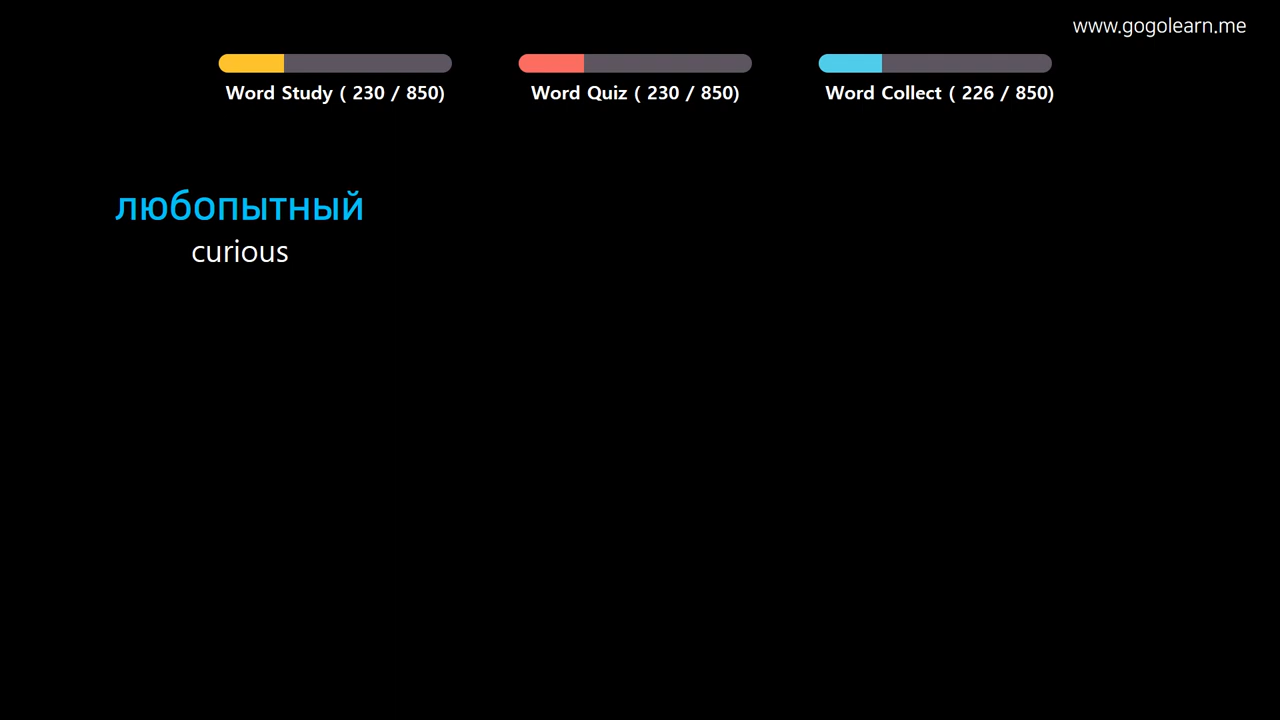 www.gogolearn.me
Word Study ( 230 / 850)
Word Quiz ( 230 / 850)
Word Collect ( 226 / 850)
любопытный
curious